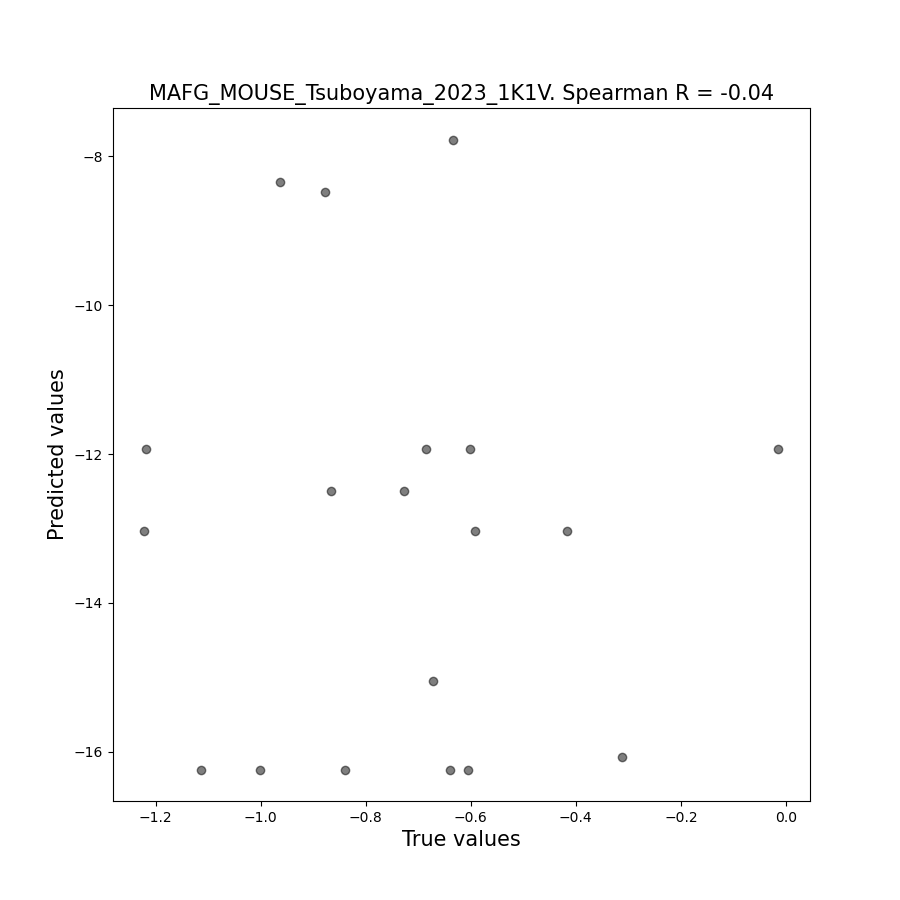 MAFG_MOUSE_Tsuboyama_2023_1K1V. Spearman R = -0.04
−8
−10
−12
−14
−16
Predicted values
−1.2 −1.0 −0.8 −0.6 −0.4 −0.2 0.0
True values